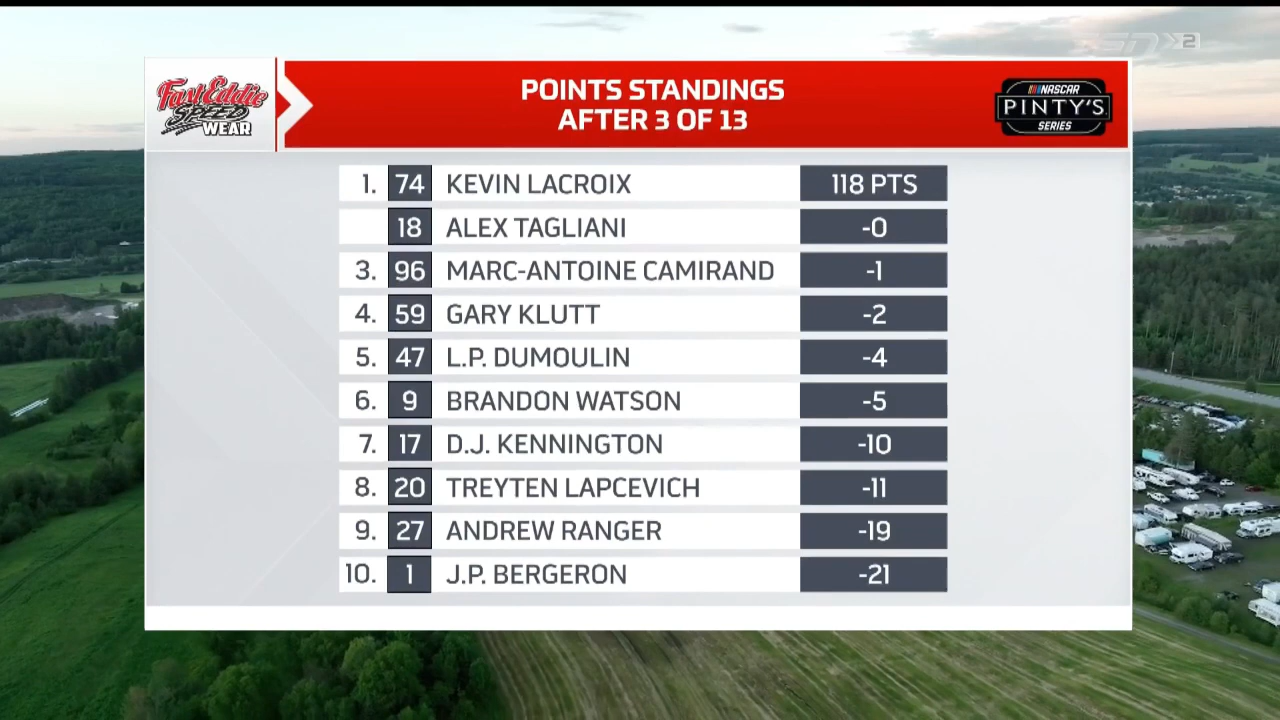 Fast Eddie
SPEED
WEAR
POINTS STANDINGS
AFTER 3 OF 13
NASCAR
PINTY'S
SERIES
1. 74 KEVIN LACROIX 118 PTS
18 ALEX TAGLIANI -0
3. 96 MARC-ANTOINE CAMIRAND -1
4. 59 GARY KLUTT -2
5. 47 L.P. DUMOULIN -4
6. 9 BRANDON WATSON -5
7. 17 D.J. KENNINGTON -10
8. 20 TREYTEN LAPCEVICH -11
9. 27 ANDREW RANGER -19
10. 1 J.P. BERGERON -21